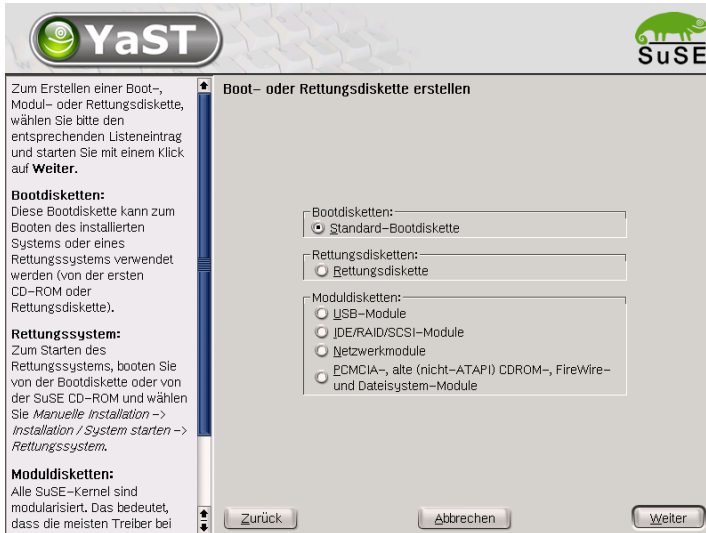 YaST
SuSE
Zum Erstellen einer Boot–,
Modul– oder Rettungsdiskette,
wählen Sie bitte den
entsprechenden Listeneintrag
und starten Sie mit einem Klick
auf Weiter.
Bootdisketten:
Diese Bootdiskette kann zum
Booten des installierten
Systems oder eines
Rettungssystems verwendet
werden (von der ersten
CD–ROM oder
Rettungsdiskette).
Rettungssystem:
Zum Starten des
Rettungssystems, booten Sie
von der Bootdiskette oder von
der SuSE CD–ROM und wählen
Sie Manuelle Installation –>
Installation / System starten –>
Rettungssystem.
Moduldisketten:
Alle SuSE–Kernel sind
modularisiert. Das bedeutet,
dass die meisten Treiber bei
Boot– oder Rettungsdiskette erstellen
Bootdisketten:
Standard–Bootdiskette
Rettungsdisketten:
Rettungsdiskette
Moduldisketten:
USB–Module
IDE/RAID/SCSI–Module
Netzwerkmodule
PCMCIA–, alte (nicht–ATAPI) CDROM–, FireWire–
und Dateisystem–Module
Zurück
Abbrechen
Weiter